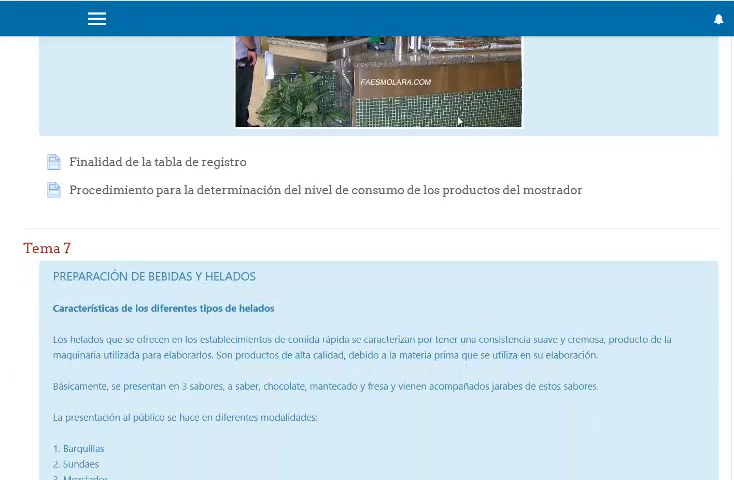 FAESMOLARA.COM
Finalidad de la tabla de registro
Procedimiento para la determinación del nivel de consumo de los productos del mostrador
Tema 7
PREPARACIÓN DE BEBIDAS Y HELADOS
Características de los diferentes tipos de helados
Los helados que se ofrecen en los establecimientos de comida rápida se caracterizan por tener una consistencia suave y cremosa, producto de la
maquinaria utilizada para elaborarlos. Son productos de alta calidad, debido a la materia prima que se utiliza en su elaboración.
Básicamente, se presentan en 3 sabores, a saber, chocolate, mantecado y fresa y vienen acompañados jarabes de estos sabores.
La presentación al público se hace en diferentes modalidades:
1. Barquillas
2. Sundaes
3. Mezclados